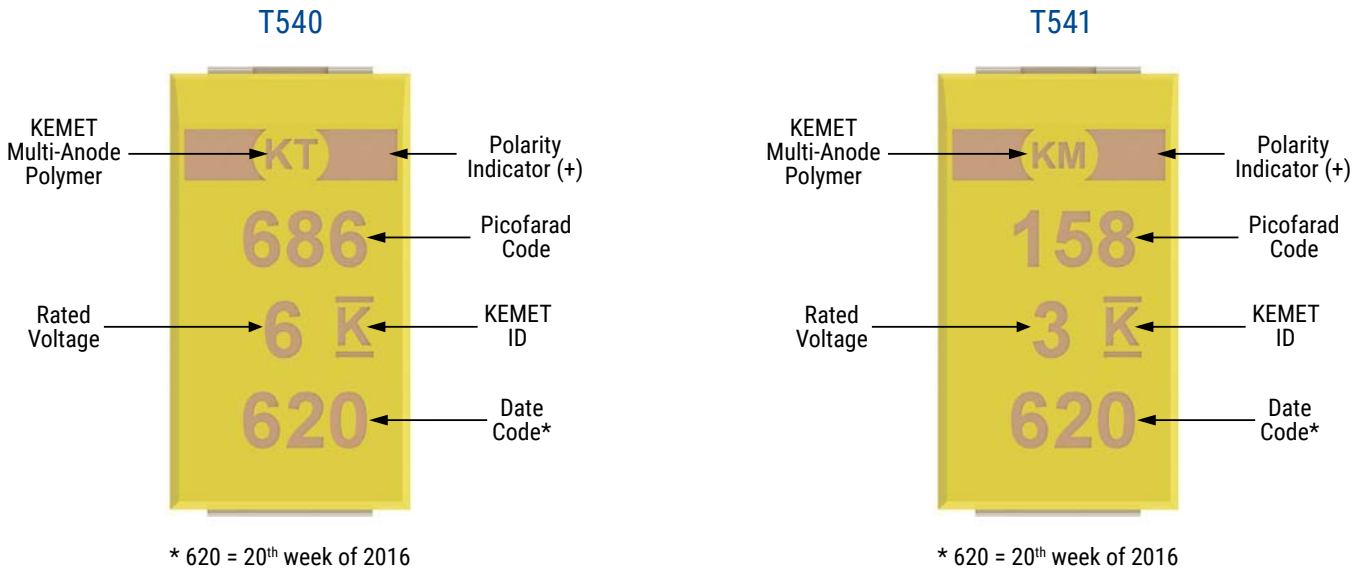 T540
KEMET
Multi-Anode
Polymer
KT
Polarity
Indicator (+)
686
Picofarad
Code
Rated
Voltage
6 K
KEMET
ID
620
Date
Code*
* 620 = 20th week of 2016
T541
KEMET
Multi-Anode
Polymer
KM
Polarity
Indicator (+)
158
Picofarad
Code
Rated
Voltage
3 K
KEMET
ID
620
Date
Code*
* 620 = 20th week of 2016